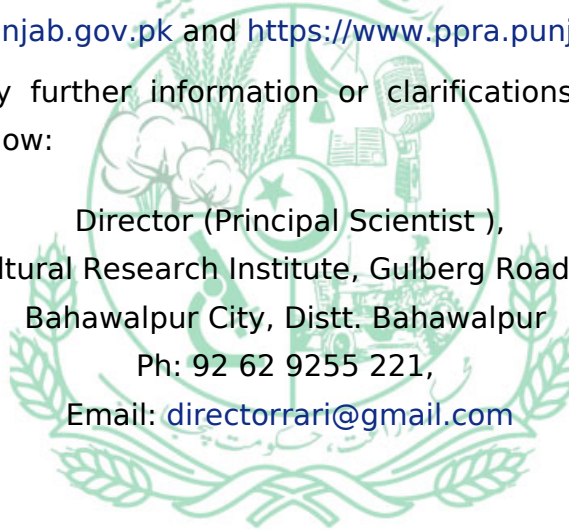 njab.gov.pk and https://www.ppra.punj
y further information or clarifications
low:
Director (Principal Scientist ),
ltural Research Institute, Gulberg Road
Bahawalpur City, Distt. Bahawalpur
Ph: 92 62 9255 221,
Email: directorrari@gmail.com